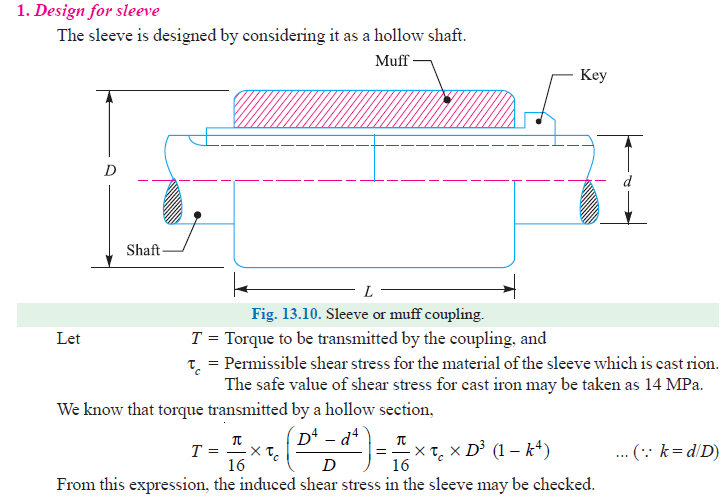 1. Design for sleeve
The sleeve is designed by considering it as a hollow shaft.
Muff
Key
D
d
Shaft
L
Fig. 13.10. Sleeve or muff coupling.
Let T = Torque to be transmitted by the coupling, and
τc = Permissible shear stress for the material of the sleeve which is cast rion.
The safe value of shear stress for cast iron may be taken as 14 MPa.
We know that torque transmitted by a hollow section,
T = π/16 × τc (D⁴ – d⁴ / D) = π/16 × τc × D³ (1 – k⁴) ... (∵ k = d/D)
From this expression, the induced shear stress in the sleeve may be checked.